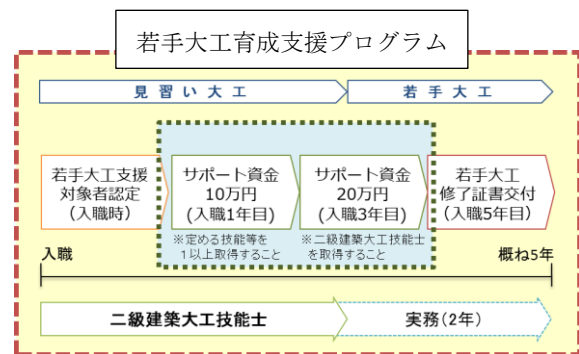 若手大工育成支援プログラム
見習い大工
若手大工
若手大工支援
対象者認定
(入職時)
サポート資金
10万円
(入職1年目)
サポート資金
20万円
(入職3年目)
若手大工
修了証書交付
(入職5年目)
※定める技能等を
1以上取得すること
※二級建築大工技能士
を取得すること
入職
概ね5年
二級建築大工技能士
実務(2年)